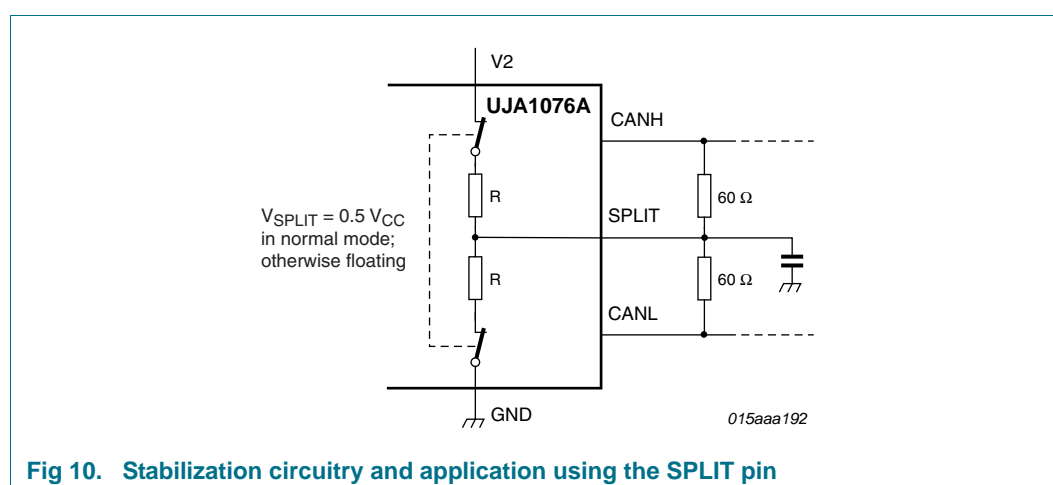 V2
UJA1076A
CANH
R
60 Ω
VSPLIT = 0.5 VCC
in normal mode;
otherwise floating
SPLIT
R
60 Ω
CANL
GND
015aaa192
Fig 10. Stabilization circuitry and application using the SPLIT pin